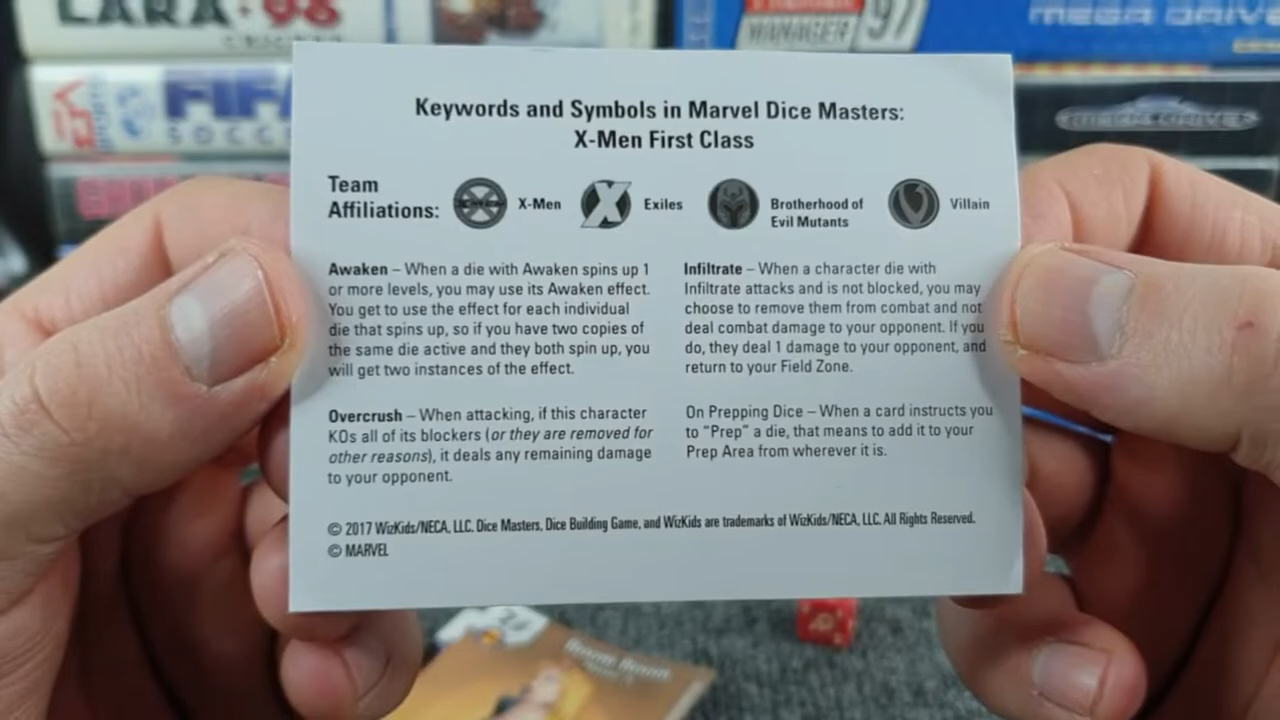 LARA • 98
MANAGER 97
MEGA DRIVE
FIFA
SOCCER
Keywords and Symbols in Marvel Dice Masters:
X-Men First Class
Team
Affiliations:
X-Men
Exiles
Brotherhood of
Evil Mutants
Villain
Awaken – When a die with Awaken spins up 1
or more levels, you may use its Awaken effect.
You get to use the effect for each individual
die that spins up, so if you have two copies of
the same die active and they both spin up, you
will get two instances of the effect.
Infiltrate – When a character die with
Infiltrate attacks and is not blocked, you may
choose to remove them from combat and not
deal combat damage to your opponent. If you
do, they deal 1 damage to your opponent, and
return to your Field Zone.
Overcrush – When attacking, if this character
KOs all of its blockers (or they are removed for
other reasons), it deals any remaining damage
to your opponent.
On Prepping Dice – When a card instructs you
to “Prep” a die, that means to add it to your
Prep Area from wherever it is.
© 2017 WizKids/NECA, LLC. Dice Masters, Dice Building Game, and WizKids are trademarks of WizKids/NECA, LLC. All Rights Reserved.
© MARVEL